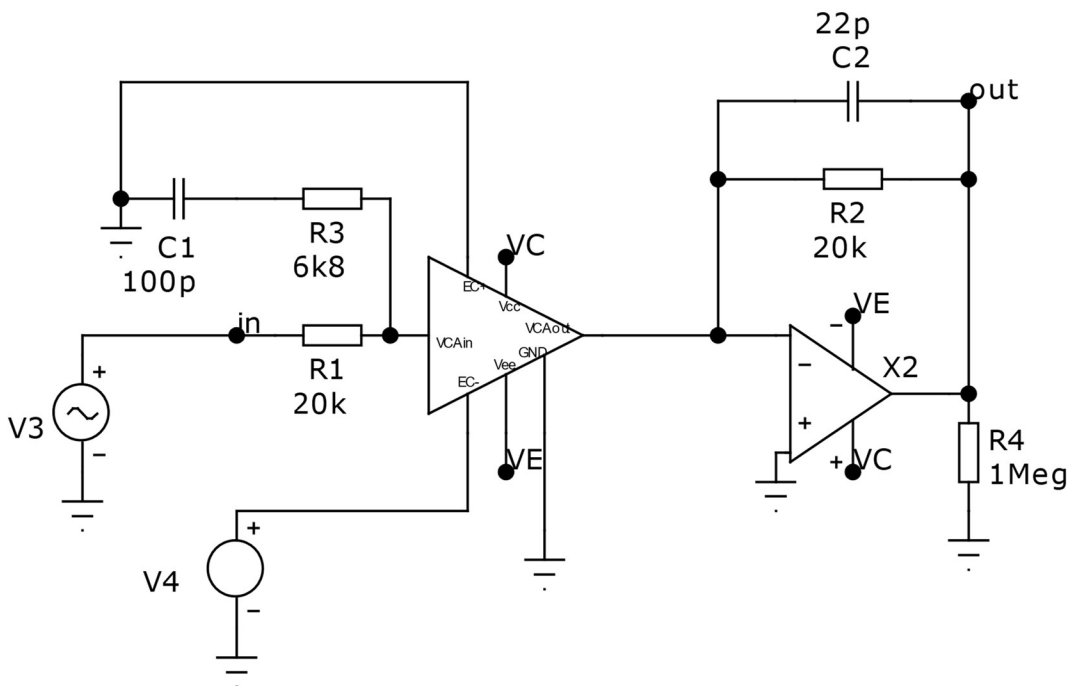 22p
C2
out
R2
20k
C1
100p
R3
6k8
VC
EC+
Vcc
VCAout
GND
VCAin
Vee
EC-
in
R1
20k
+
V3
−
VE
VE
−
−
X2
+
+
VC
R4
1Meg
+
V4
−